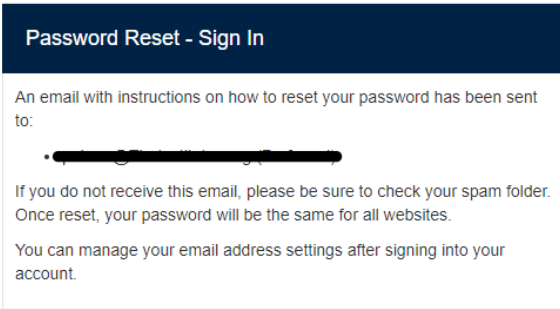 Password Reset - Sign In
An email with instructions on how to reset your password has been sent
to:
If you do not receive this email, please be sure to check your spam folder.
Once reset, your password will be the same for all websites.
You can manage your email address settings after signing into your
account.